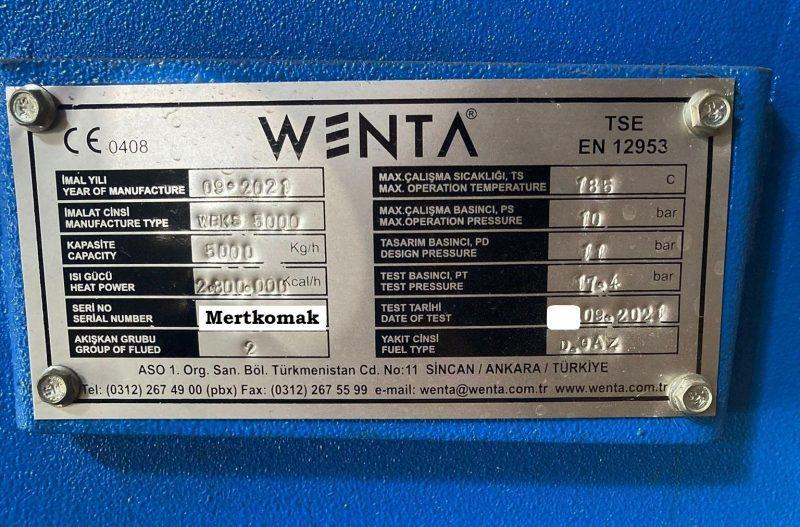 CE 0408
WENTA®
TSE
EN 12953
İMAL YILI
YEAR OF MANUFACTURE
09.2021
İMALAT CİNSİ
MANUFACTURE TYPE
WBKS 5000
KAPASİTE
CAPACITY
5000 Kg/h
ISI GÜCÜ
HEAT POWER
2.800.000 Kcal/h
SERİ NO
SERIAL NUMBER
Mertkomak
AKIŞKAN GRUBU
GROUP OF FLUED
2
MAX.ÇALIŞMA SICAKLIĞI, TS
MAX. OPERATION TEMPERATURE
185 C
MAX.ÇALIŞMA BASINCI, PS
MAX.OPERATION PRESSURE
10 bar
TASARIM BASINCI, PD
DESIGN PRESSURE
11 bar
TEST BASINCI, PT
TEST PRESSURE
17.4 bar
TEST TARİHİ
DATE OF TEST
09.2021
YAKIT CİNSİ
FUEL TYPE
D.GAZ
ASO 1. Org. San. Böl. Türkmenistan Cd. No:11 SİNCAN / ANKARA / TÜRKİYE
Tel: (0312) 267 49 00 (pbx) Fax: (0312) 267 55 99 e-mail: wenta@wenta.com.tr www.wenta.com.tr